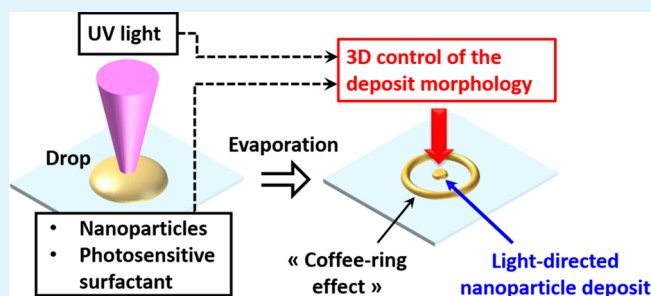 UV light
3D control of the
deposit morphology
Drop
Evaporation
• Nanoparticles
• Photosensitive
surfactant
« Coffee-ring
effect »
Light-directed
nanoparticle deposit